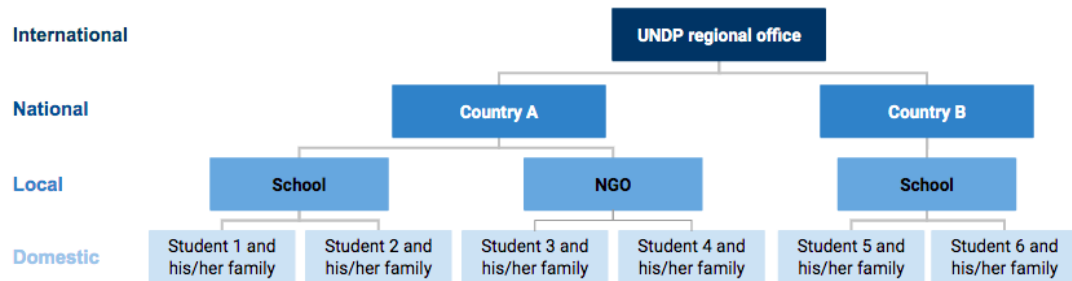 International
UNDP regional office
National
Country A
Country B
Local
School
NGO
School
Domestic
Student 1 and
his/her family
Student 2 and
his/her family
Student 3 and
his/her family
Student 4 and
his/her family
Student 5 and
his/her family
Student 6 and
his/her family